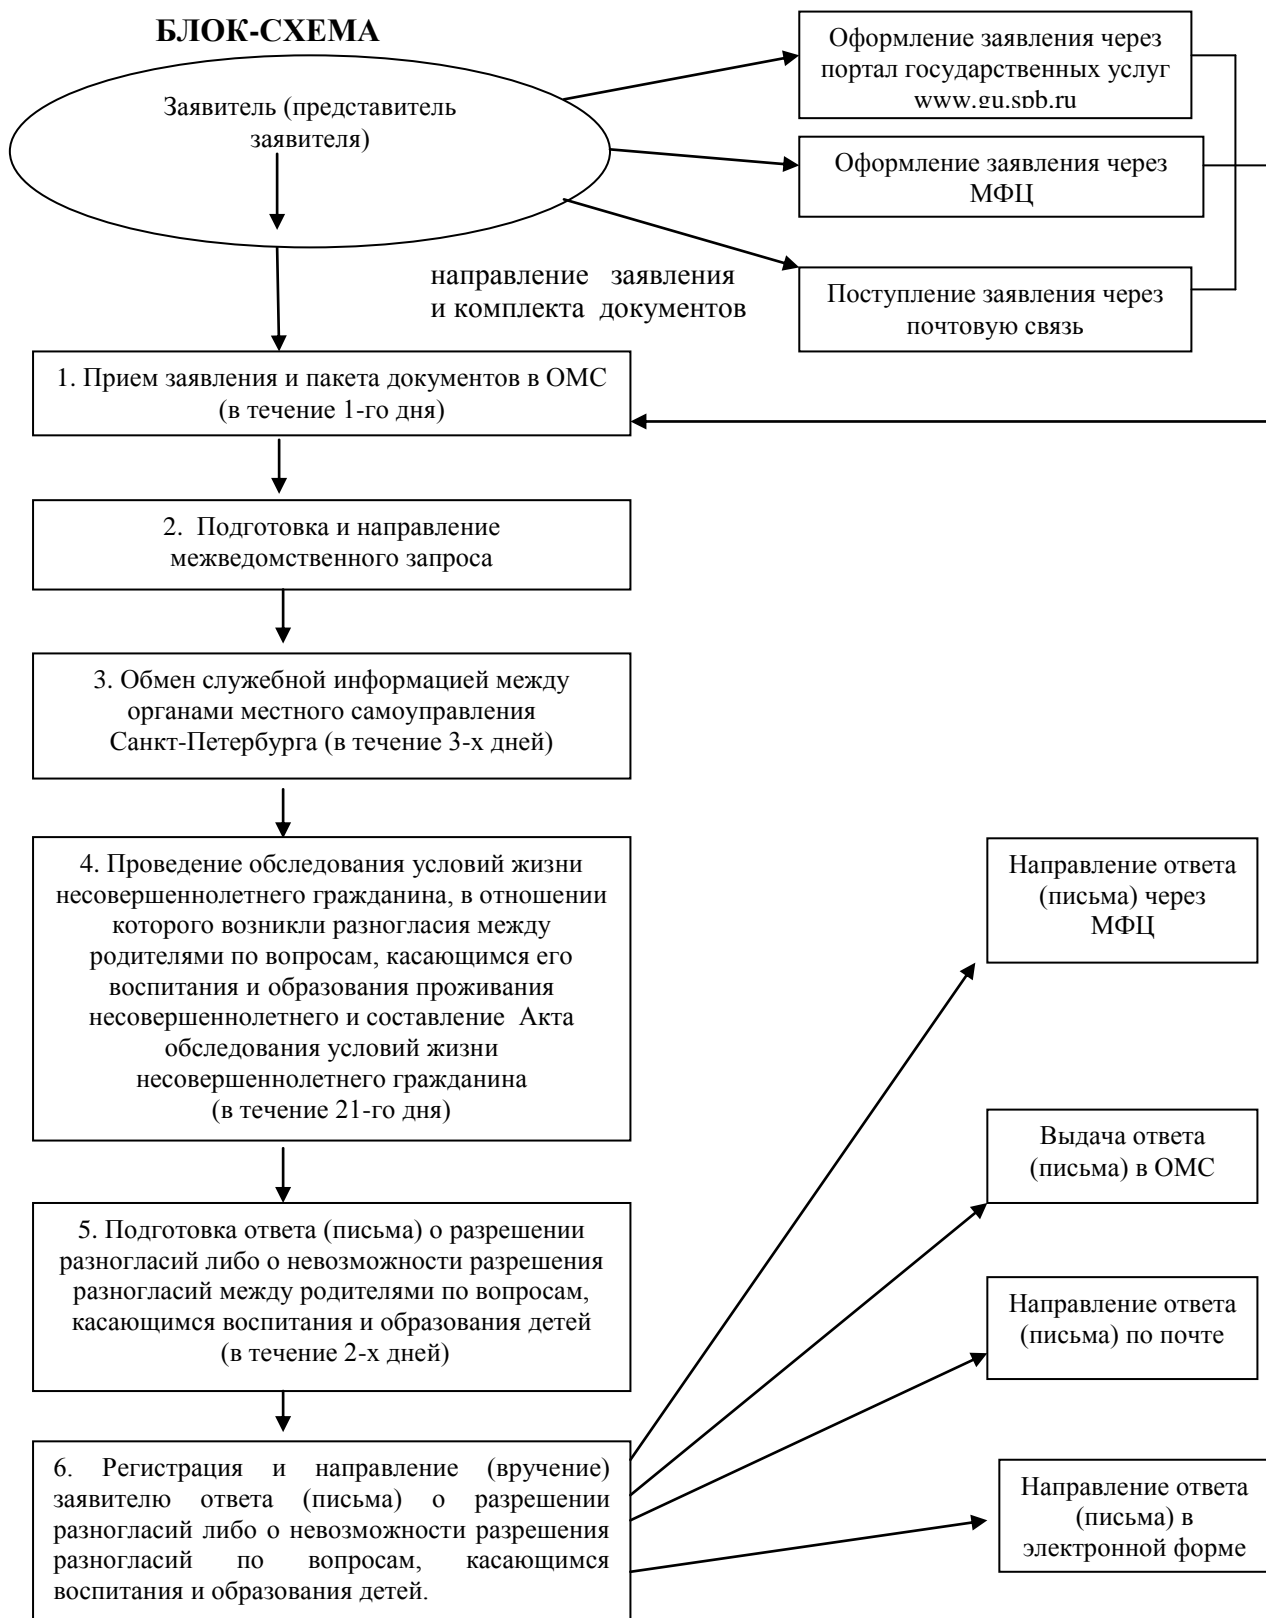 БЛОК-СХЕМА
Заявитель (представитель
заявителя)
Оформление заявления через
портал государственных услуг
www.gu.spb.ru
Оформление заявления через
МФЦ
направление заявления
и комплекта документов
Поступление заявления через
почтовую связь
1. Прием заявления и пакета документов в ОМС
(в течение 1-го дня)
2. Подготовка и направление
межведомственного запроса
3. Обмен служебной информацией между
органами местного самоуправления
Санкт-Петербурга (в течение 3-х дней)
4. Проведение обследования условий жизни
несовершеннолетнего гражданина, в отношении
которого возникли разногласия между
родителями по вопросам, касающимся его
воспитания и образования проживания
несовершеннолетнего и составление Акта
обследования условий жизни
несовершеннолетнего гражданина
(в течение 21-го дня)
Направление ответа
(письма) через
МФЦ
Выдача ответа
(письма) в ОМС
5. Подготовка ответа (письма) о разрешении
разногласий либо о невозможности разрешения
разногласий между родителями по вопросам,
касающимся воспитания и образования детей
(в течение 2-х дней)
Направление ответа
(письма) по почте
6. Регистрация и направление (вручение)
заявителю ответа (письма) о разрешении
разногласий либо о невозможности разрешения
разногласий по вопросам, касающимся
воспитания и образования детей.
Направление ответа
(письма) в
электронной форме